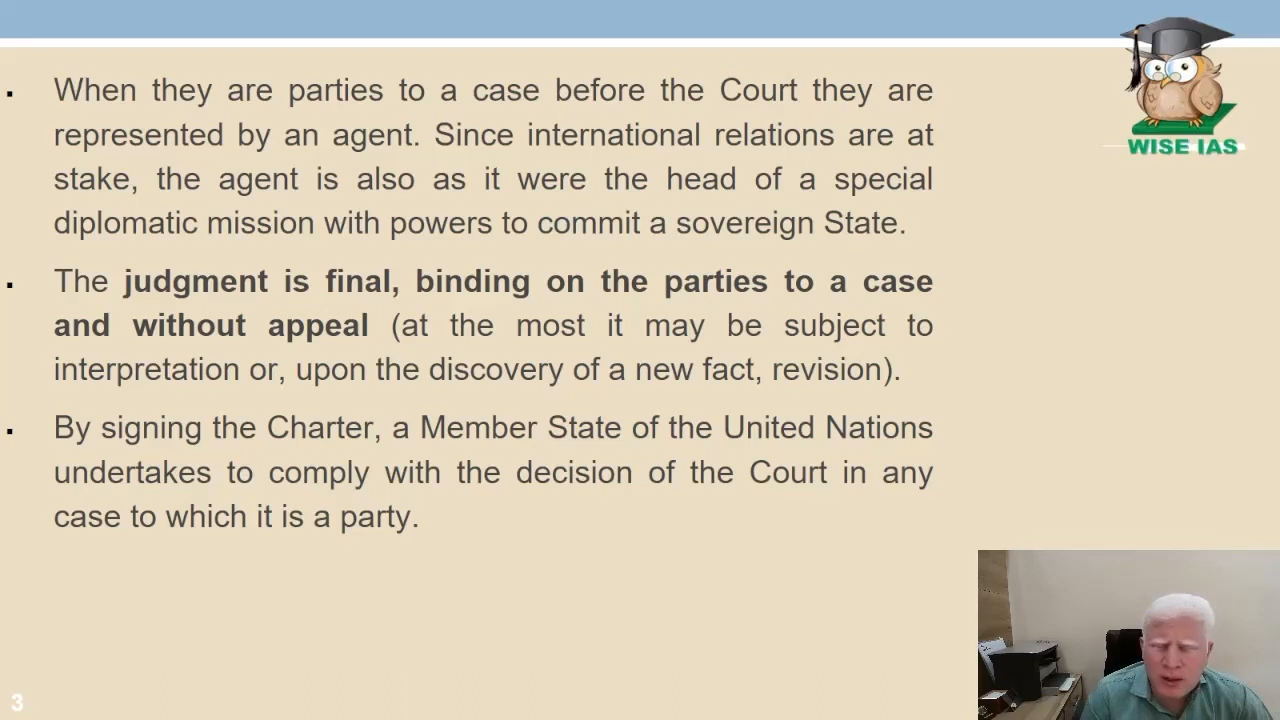 When they are parties to a case before the Court they are
represented by an agent. Since international relations are at
stake, the agent is also as it were the head of a special
diplomatic mission with powers to commit a sovereign State.
The judgment is final, binding on the parties to a case
and without appeal (at the most it may be subject to
interpretation or, upon the discovery of a new fact, revision).
By signing the Charter, a Member State of the United Nations
undertakes to comply with the decision of the Court in any
case to which it is a party.
WISE IAS
3